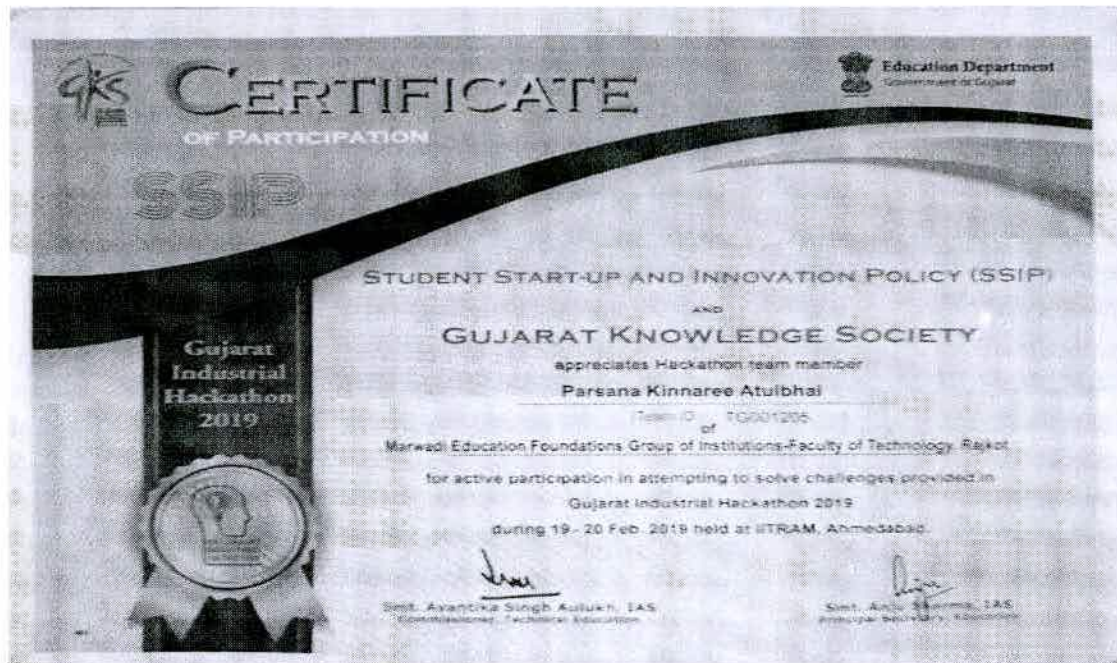 GKS
CERTIFICATE
OF PARTICIPATION
SSIP
Education Department
Government of Gujarat
Gujarat
Industrial
Hackathon
2019
STUDENT START-UP AND INNOVATION POLICY (SSIP)
AND
GUJARAT KNOWLEDGE SOCIETY
appreciates Hackathon team member
Parsana Kinnaree Atulbhai
(Team ID TG001205
of
Marwadi Education Foundations Group of Institutions-Faculty of Technology, Rajkot
for active participation in attempting to solve challenges provided in
Gujarat Industrial Hackathon 2019
during 19 - 20 Feb. 2019 held at IITRAM, Ahmedabad.
Smt. Avantika Singh Aulukh, IAS
Commissioner, Technical Education
Smt. Anju Sharma, IAS
Principal Secretary, Education